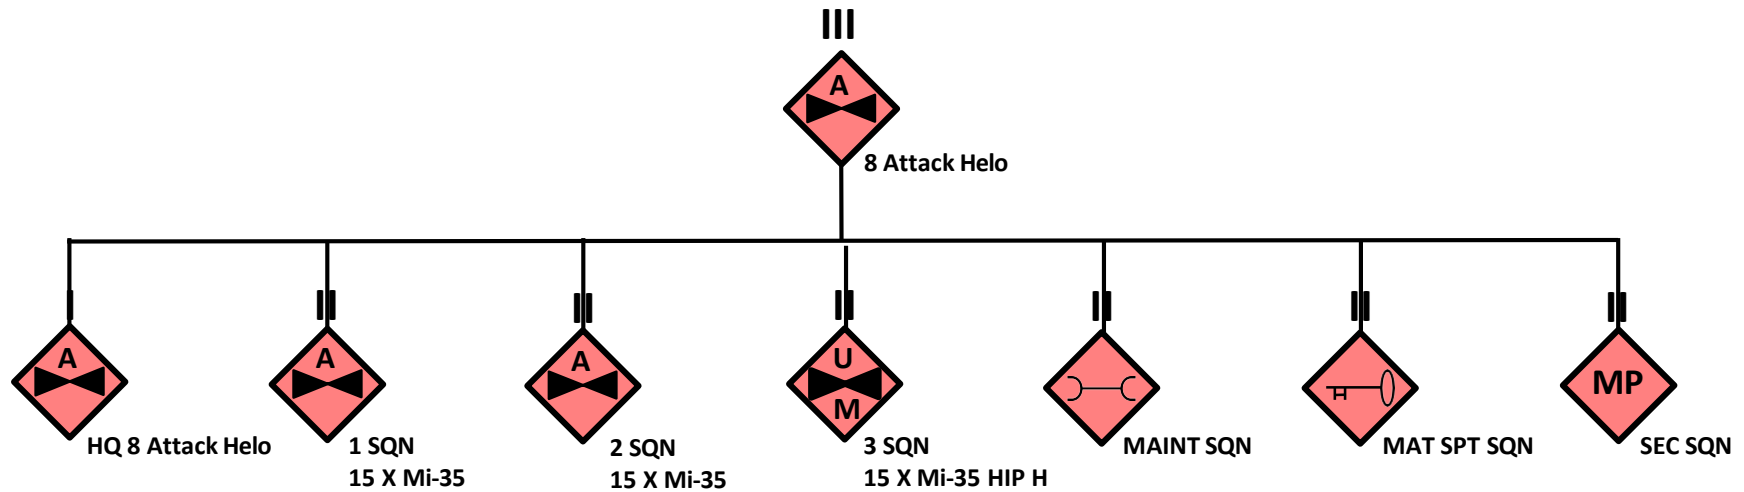 A
8 Attack Helo
A
HQ 8 Attack Helo
A
1 SQN
15 X Mi-35
A
2 SQN
15 X Mi-35
U
M
3 SQN
15 X Mi-35 HIP H
MAINT SQN
MAT SPT SQN
MP
SEC SQN